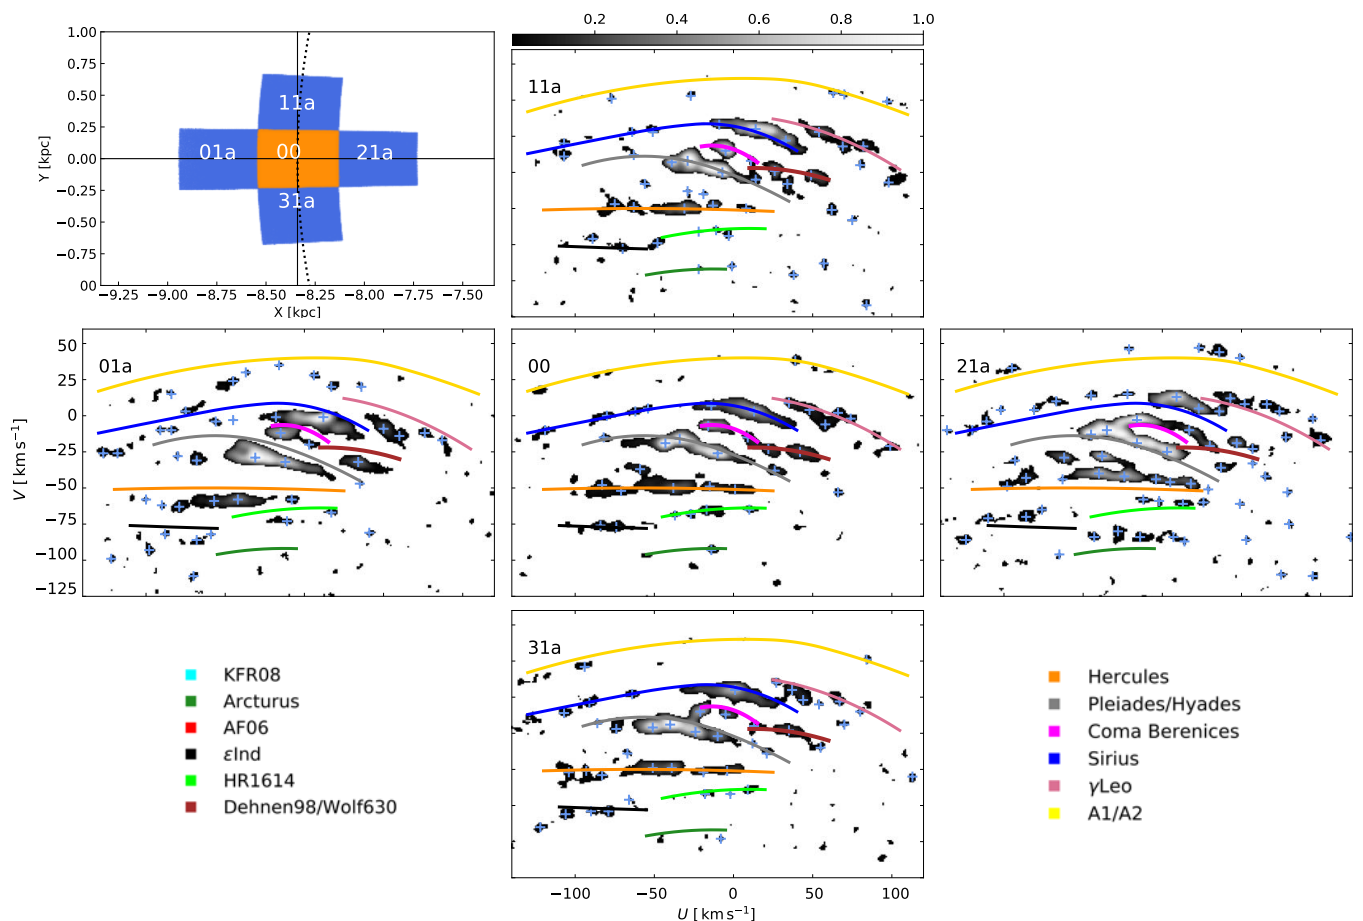 0.2 0.4 0.6 0.8 1.0
1.00
0.75
0.50
0.25
0.00
−0.25
−0.50
−0.75
00
Y [kpc]
11a
01a 00 21a
31a
−9.25 −9.00 −8.75 −8.50 −8.25 −8.00 −7.75 −7.50
X [kpc]
11a
50
25
0
−25
−50
−75
−100
−125
V [km s⁻¹]
01a
00
21a
31a
−100 −50 0 50 100
U [km s⁻¹]
KFR08
Arcturus
AF06
εInd
HR1614
Dehnen98/Wolf630
Hercules
Pleiades/Hyades
Coma Berenices
Sirius
γLeo
A1/A2